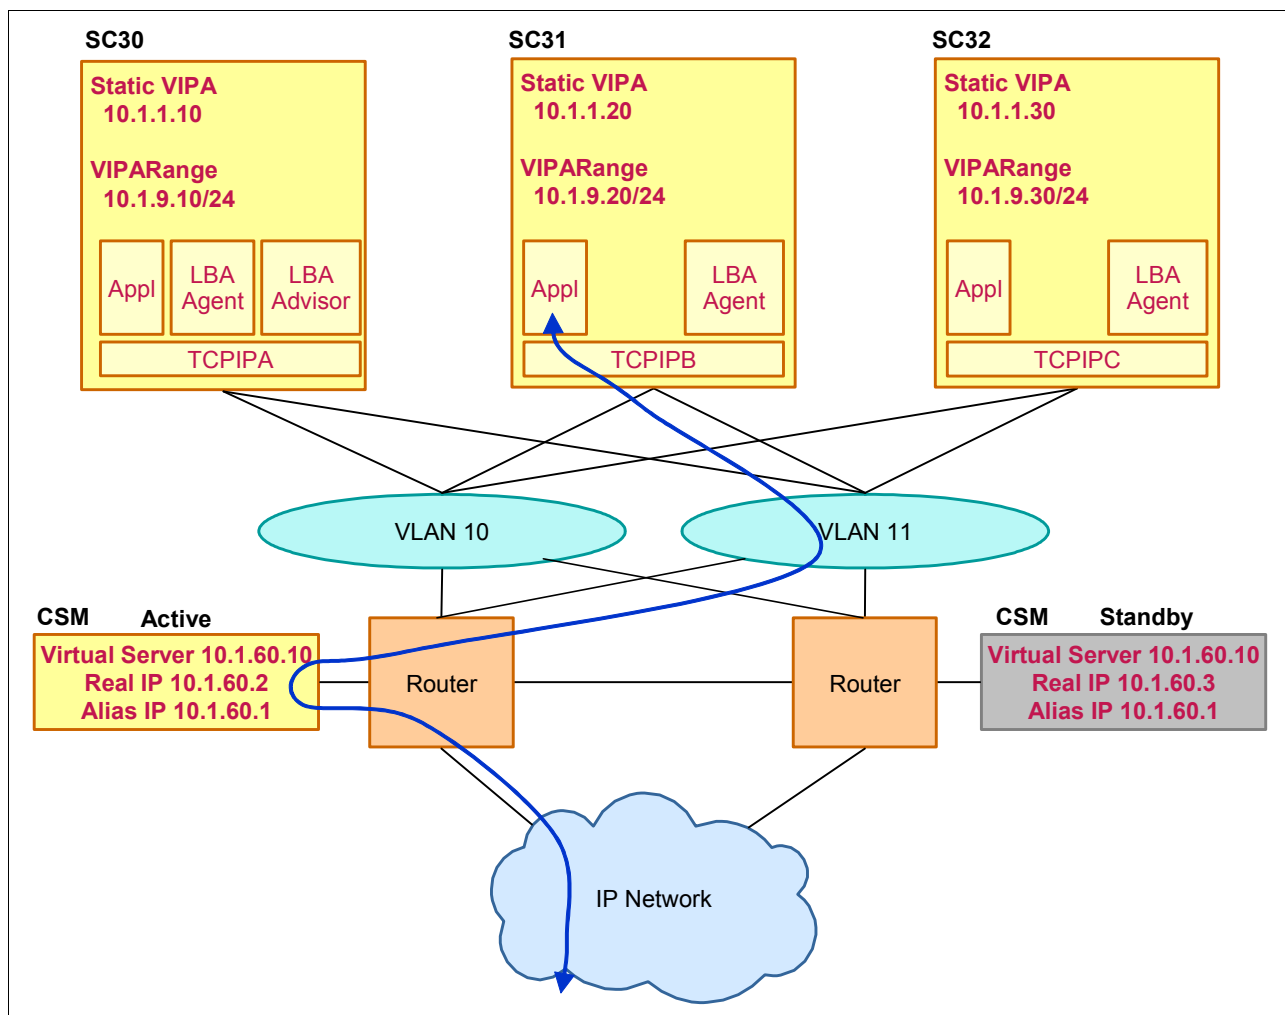 SC30
SC31
SC32
Static VIPA
10.1.1.10
VIPARange
10.1.9.10/24
Appl
LBA
Agent
LBA
Advisor
TCPIPA
Static VIPA
10.1.1.20
VIPARange
10.1.9.20/24
Appl
LBA
Agent
TCPIPB
Static VIPA
10.1.1.30
VIPARange
10.1.9.30/24
Appl
LBA
Agent
TCPIPC
VLAN 10
VLAN 11
CSM Active
Virtual Server 10.1.60.10
Real IP 10.1.60.2
Alias IP 10.1.60.1
Router
Router
CSM Standby
Virtual Server 10.1.60.10
Real IP 10.1.60.3
Alias IP 10.1.60.1
IP Network